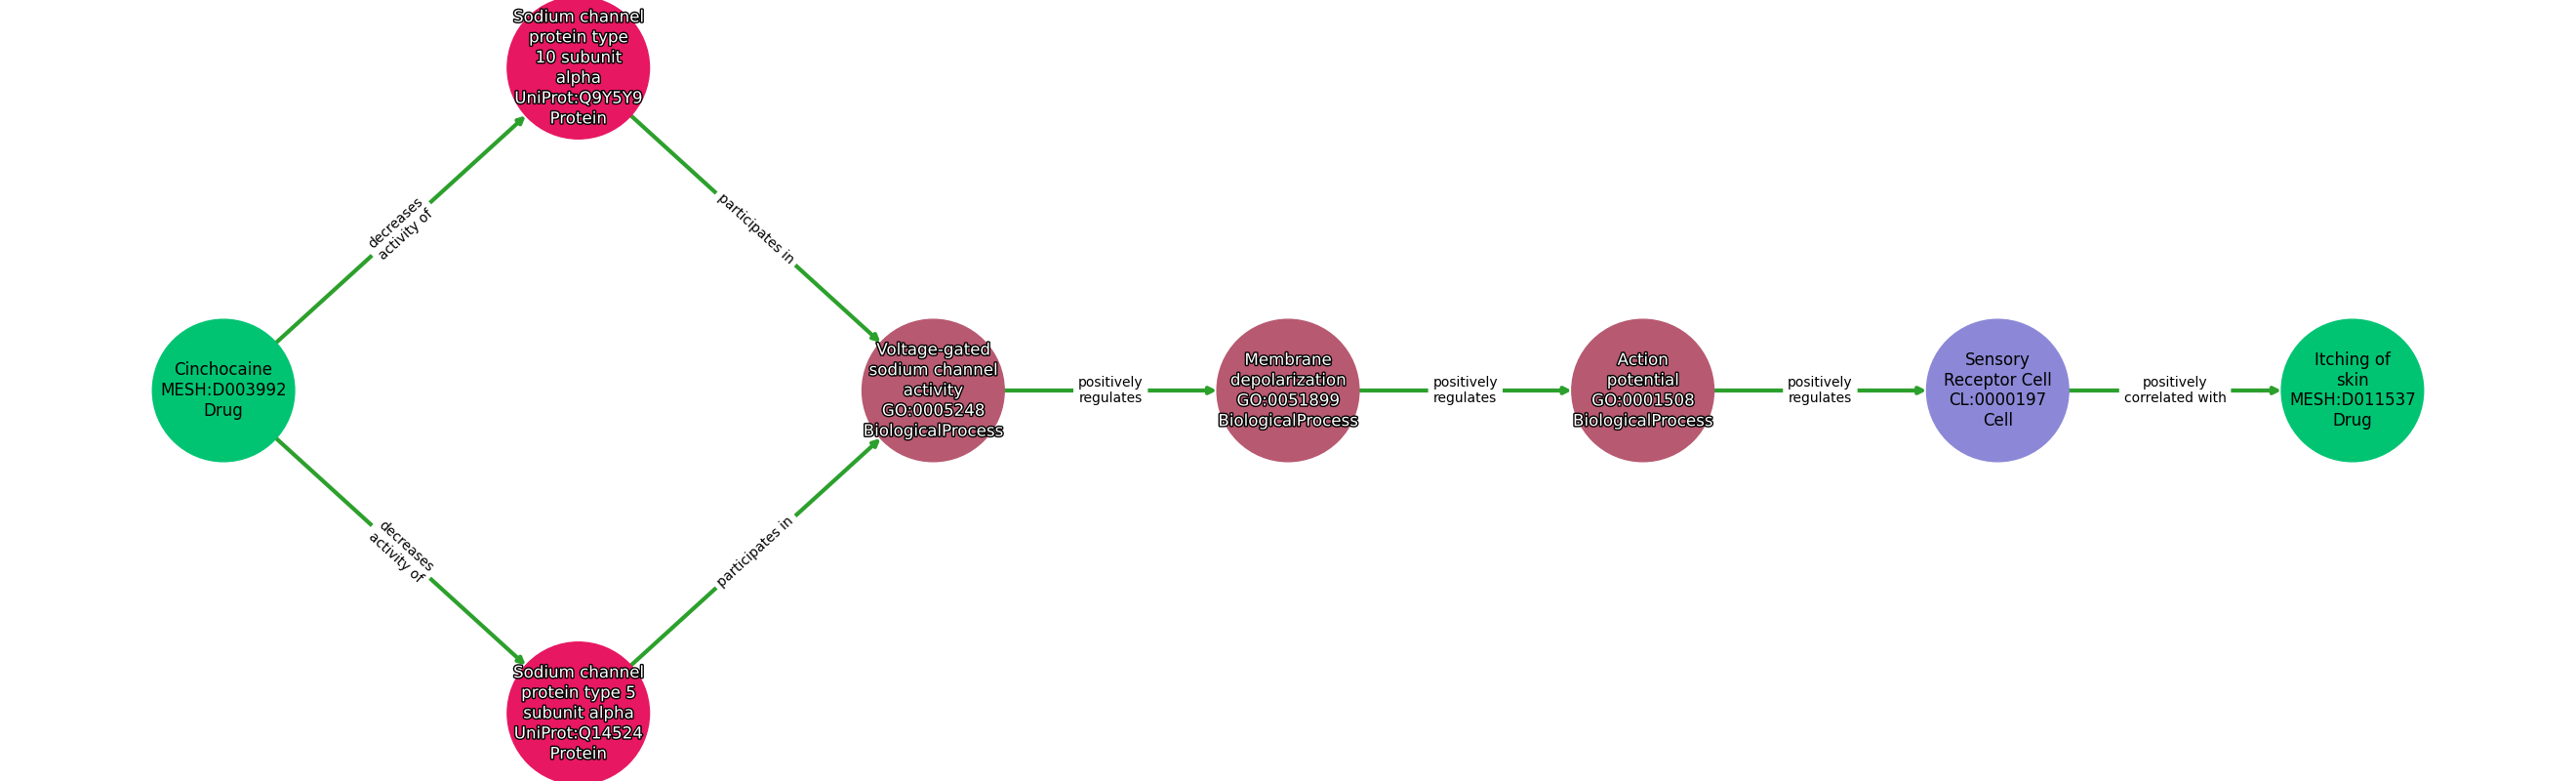 Sodium channel
protein type
10 subunit
alpha
UniProt:Q9Y5Y9
Protein
decreases
activity of
participates in
Cinchocaine
MESH:D003992
Drug
Voltage-gated
sodium channel
activity
GO:0005248
BiologicalProcess
positively
regulates
Membrane
depolarization
GO:0051899
BiologicalProcess
positively
regulates
Action
potential
GO:0001508
BiologicalProcess
positively
regulates
Sensory
Receptor Cell
CL:0000197
Cell
positively
correlated with
Itching of
skin
MESH:D011537
Drug
decreases
activity of
participates in
Sodium channel
protein type 5
subunit alpha
UniProt:Q14524
Protein